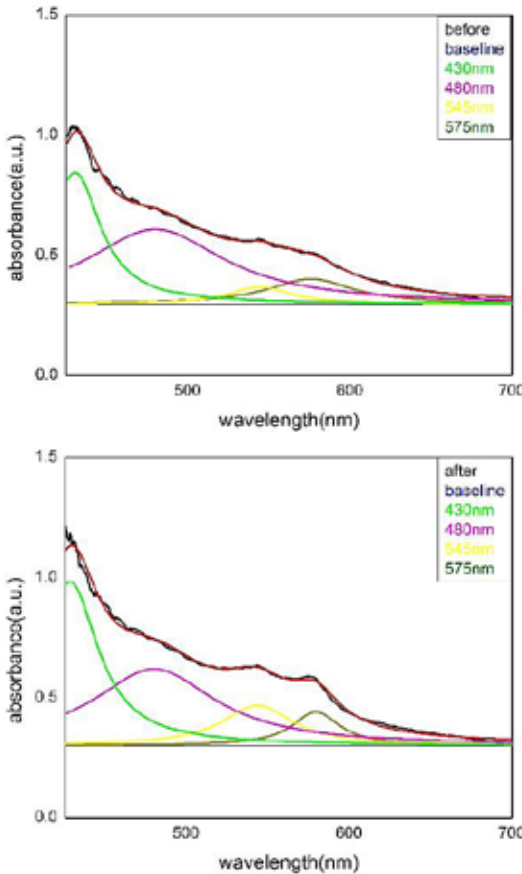 1.5
before
baseline
430nm
480nm
545nm
575nm
1.0
absorbance(a.u.)
0.5
0.0
500
600
700
wavelength(nm)
1.5
after
baseline
430nm
480nm
545nm
575nm
1.0
absorbance(a.u.)
0.5
0.0
500
600
700
wavelength(nm)